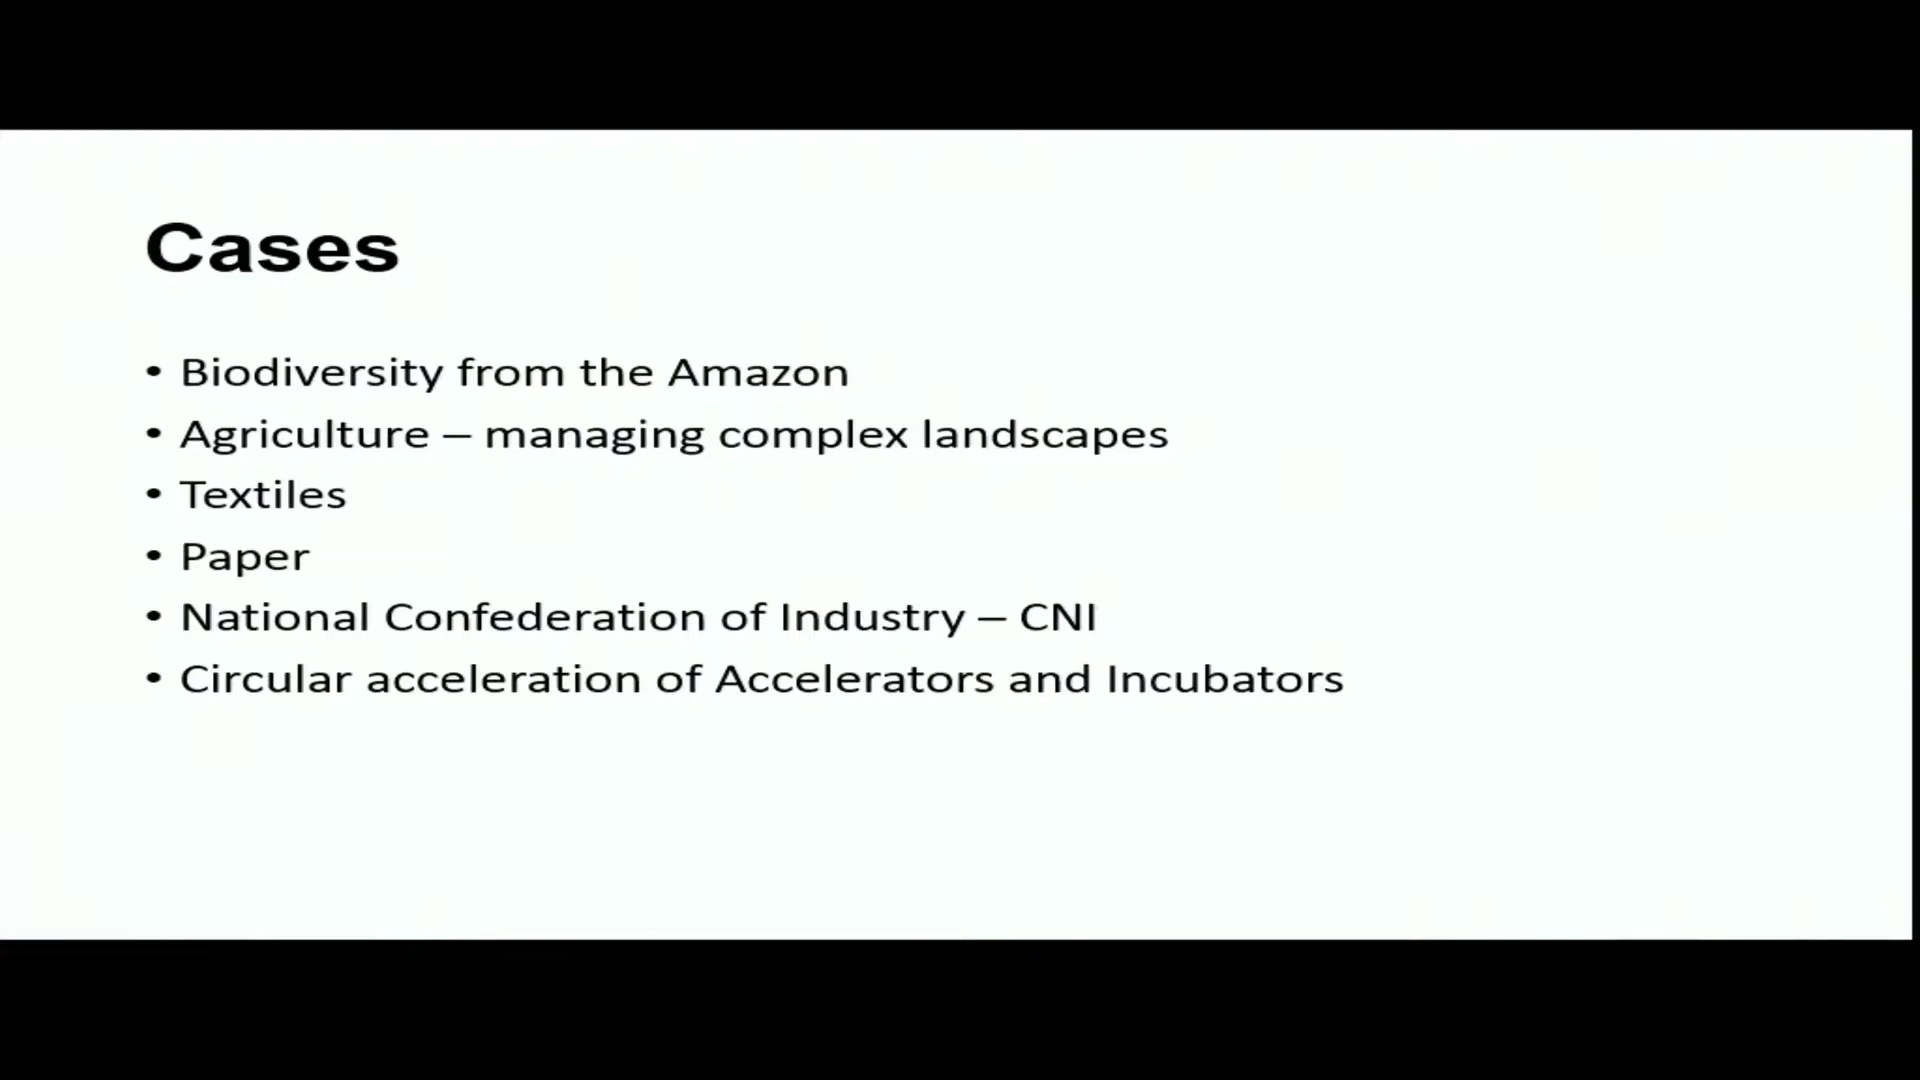 Cases
• Biodiversity from the Amazon
• Agriculture – managing complex landscapes
• Textiles
• Paper
• National Confederation of Industry – CNI
• Circular acceleration of Accelerators and Incubators